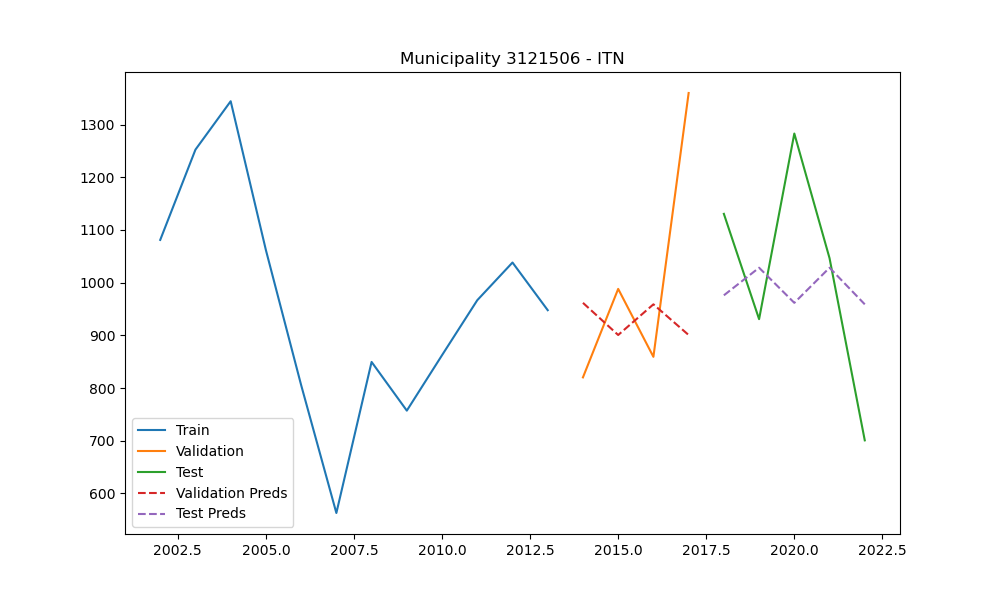 Municipality 3121506 - ITN
1300
1200
1100
1000
900
800
700
600
Train
Validation
Test
Validation Preds
Test Preds
2002.5 2005.0 2007.5 2010.0 2012.5 2015.0 2017.5 2020.0 2022.5